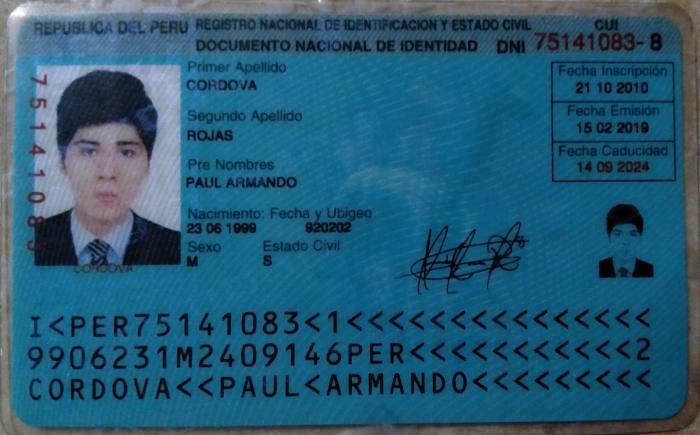 REPUBLICA DEL PERU REGISTRO NACIONAL DE IDENTIFICACION Y ESTADO CIVIL CUI
DOCUMENTO NACIONAL DE IDENTIDAD DNI 75141083-8
Primer Apellido
CORDOVA
Segundo Apellido
ROJAS
Pre Nombres
PAUL ARMANDO
Nacimiento: Fecha y Ubigeo
23 06 1999 920202
Sexo Estado Civil
M S
Fecha Inscripción
21 10 2010
Fecha Emisión
15 02 2019
Fecha Caducidad
14 09 2024
75141083
CORDOVA
I<PER75141083<1<<<<<<<<<<<<<<<
9906231M2409146PER<<<<<<<<<<<2
CORDOVA<<PAUL<ARMANDO<<<<<<<<<